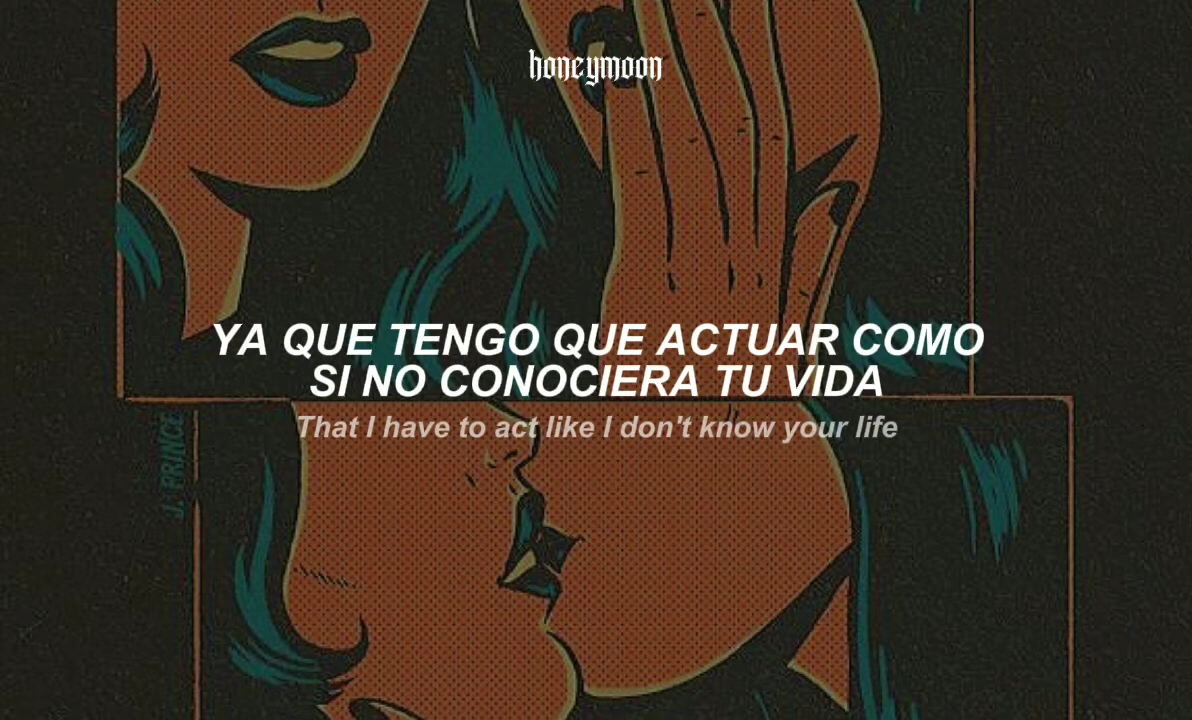 honeymoon
YA QUE TENGO QUE ACTUAR COMO
SI NO CONOCIERA TU VIDA
That I have to act like I don't know your life
J. PRINCE